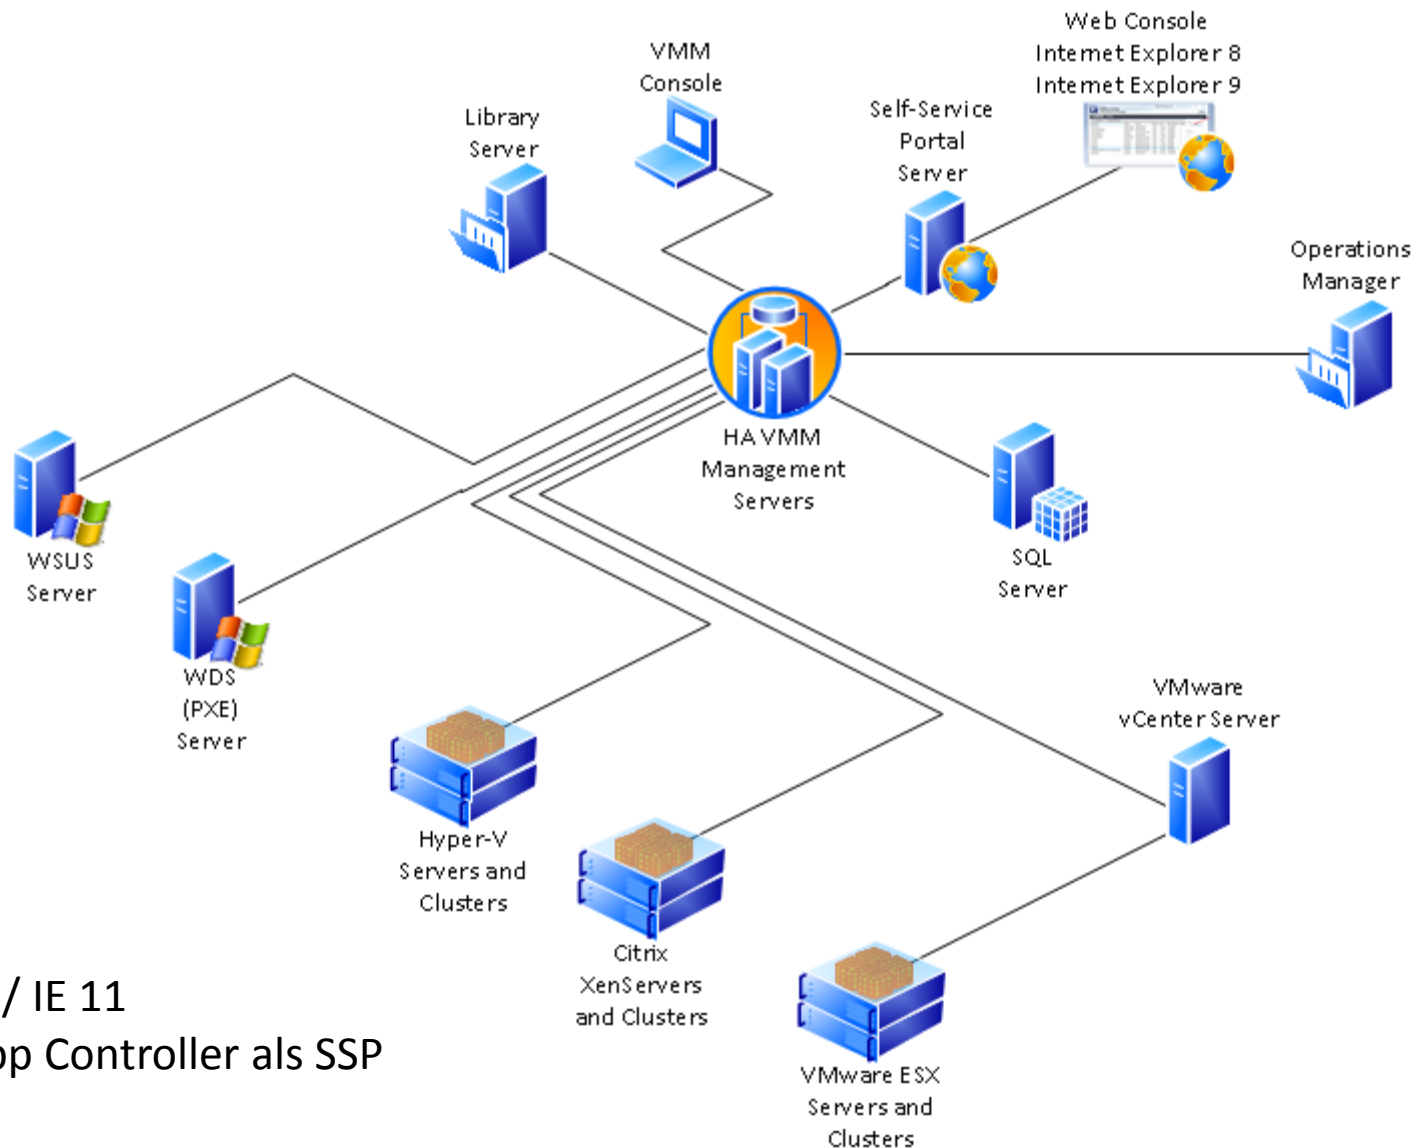 Web Console
Internet Explorer 8
Internet Explorer 9
VMM
Console
Library
Server
Self-Service
Portal
Server
Operations
Manager
HA VMM
Management
Servers
SQL
Server
WSUS
Server
WDS
(PXE)
Server
VMware
vCenter Server
Hyper-V
Servers and
Clusters
Citrix
XenServers
and Clusters
VMware ESX
Servers and
Clusters
/ IE 11
Controller als SSP